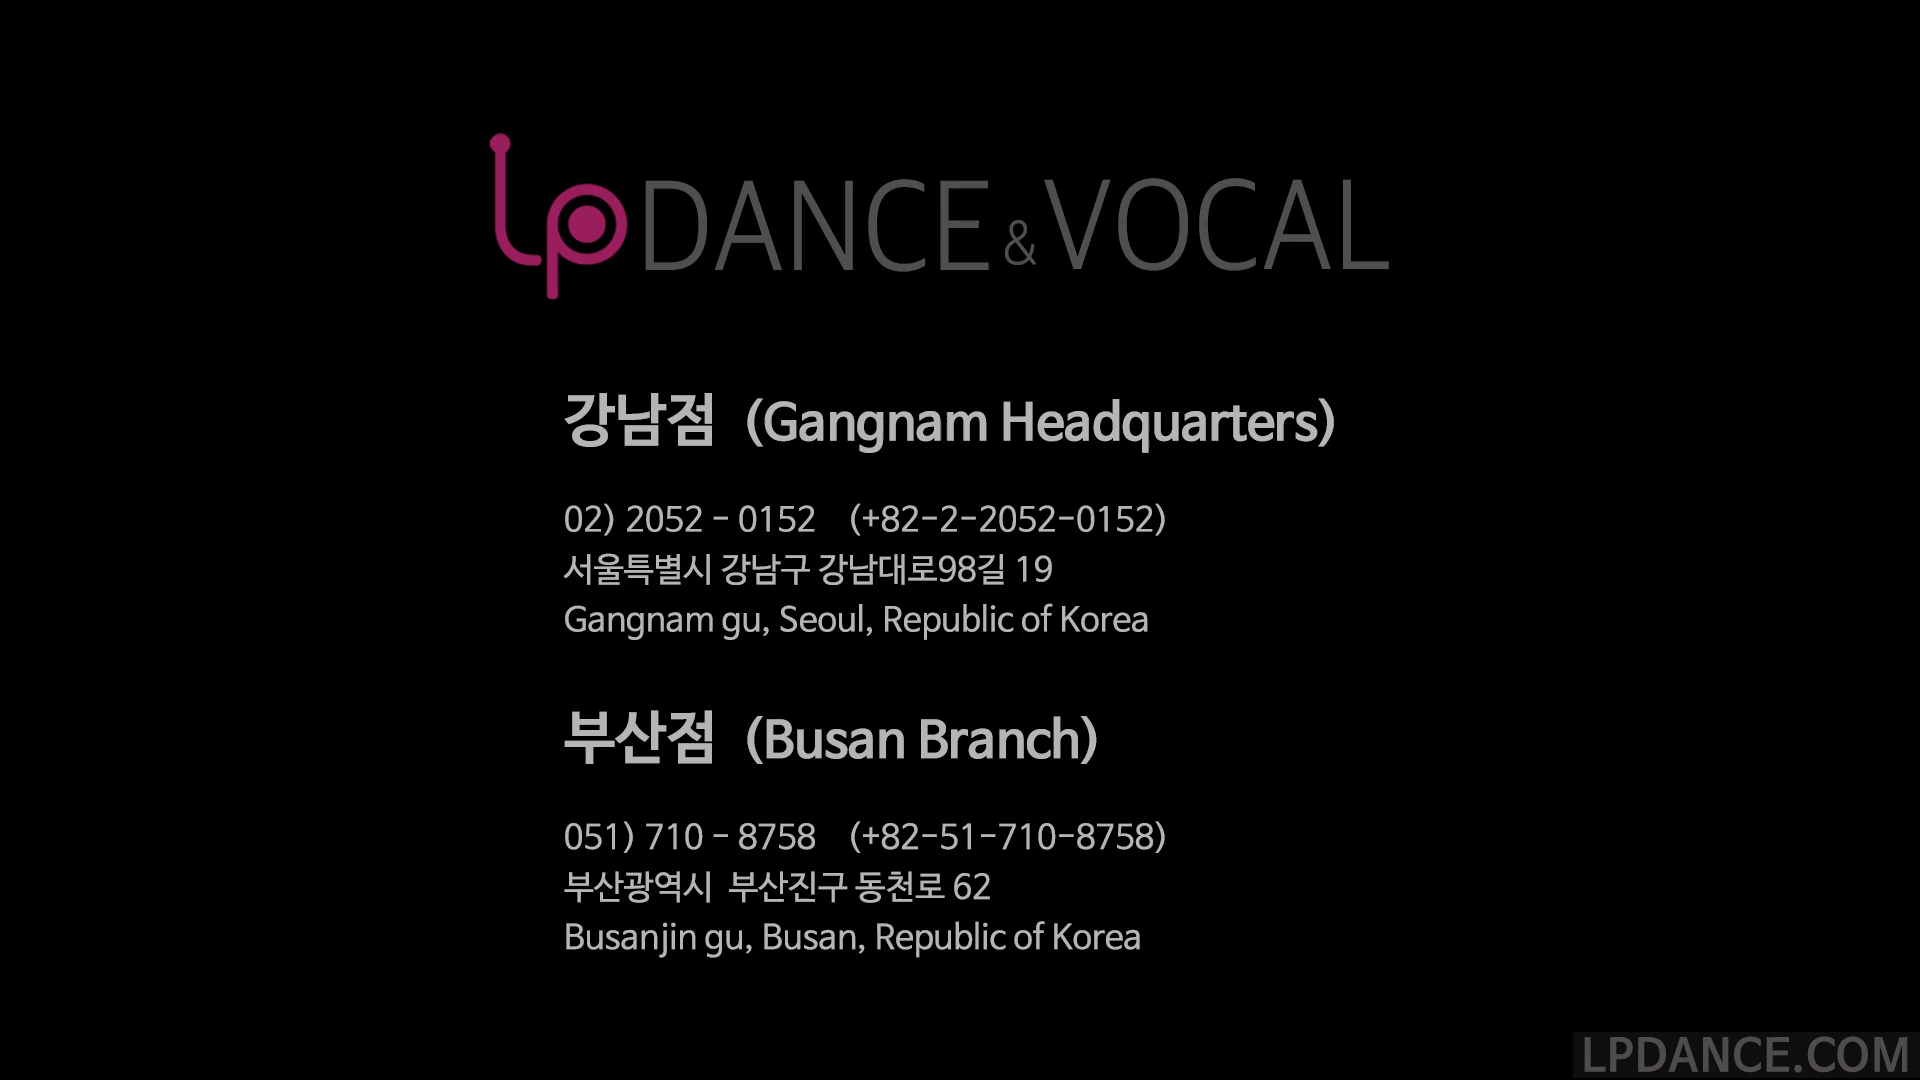 Lp DANCE & VOCAL
강남점 (Gangnam Headquarters)
02) 2052 - 0152 (+82-2-2052-0152)
서울특별시 강남구 강남대로98길 19
Gangnam gu, Seoul, Republic of Korea
부산점 (Busan Branch)
051) 710 - 8758 (+82-51-710-8758)
부산광역시 부산진구 동천로 62
Busanjin gu, Busan, Republic of Korea
LPDANCE.COM